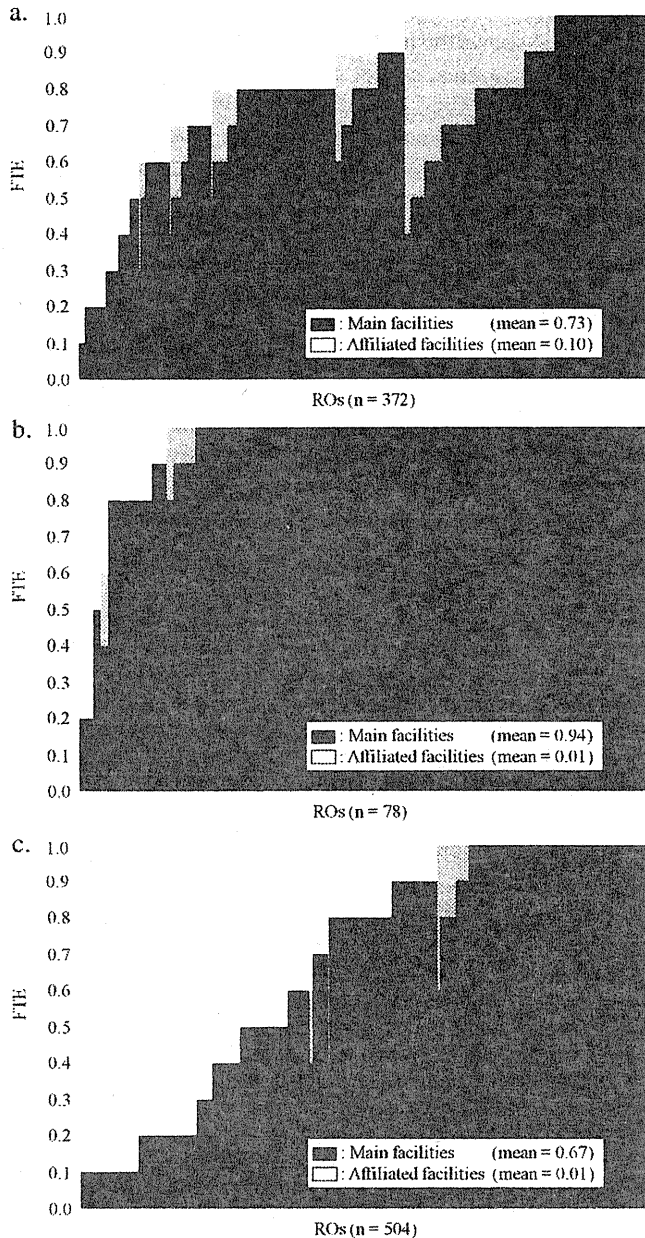 a.
1.0
0.9
0.8
0.7
0.6
0.5
0.4
0.3
0.2
0.1
0.0
FTE
: Main facilities (mean = 0.73)
: Affiliated facilities (mean = 0.10)
ROs (n = 372)
b.
1.0
0.9
0.8
0.7
0.6
0.5
0.4
0.3
0.2
0.1
0.0
FTE
: Main facilities (mean = 0.94)
: Affiliated facilities (mean = 0.01)
ROs (n = 78)
c.
1.0
0.9
0.8
0.7
0.6
0.5
0.4
0.3
0.2
0.1
0.0
FTE
: Main facilities (mean = 0.67)
: Affiliated facilities (mean = 0.01)
ROs (n = 504)